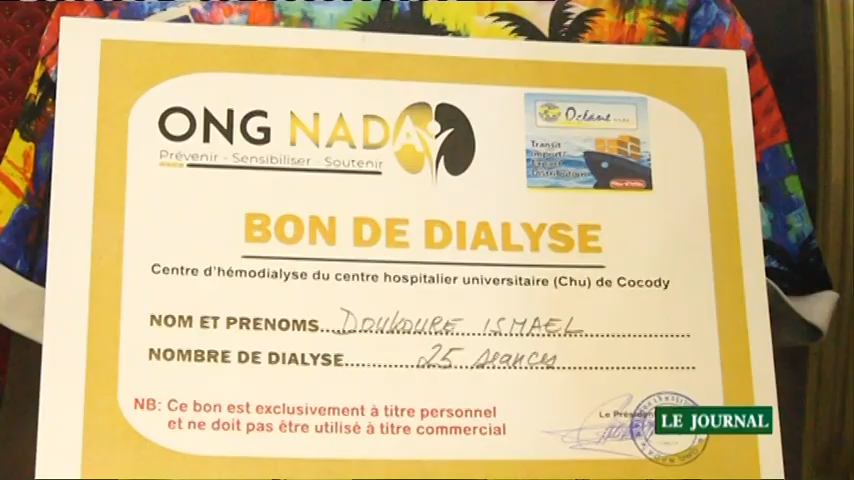 ONG NADA
Prévenir - Sensibiliser - Soutenir
Océane
Transit
Import/
Export
Distribution
BON DE DIALYSE
Centre d'hémodialyse du centre hospitalier universitaire (Chu) de Cocody
NOM ET PRENOMS...DOUKOURE ISMAEL
NOMBRE DE DIALYSE...25 séances
NB: Ce bon est exclusivement à titre personnel
et ne doit pas être utilisé à titre commercial
Le
LE JOURNAL